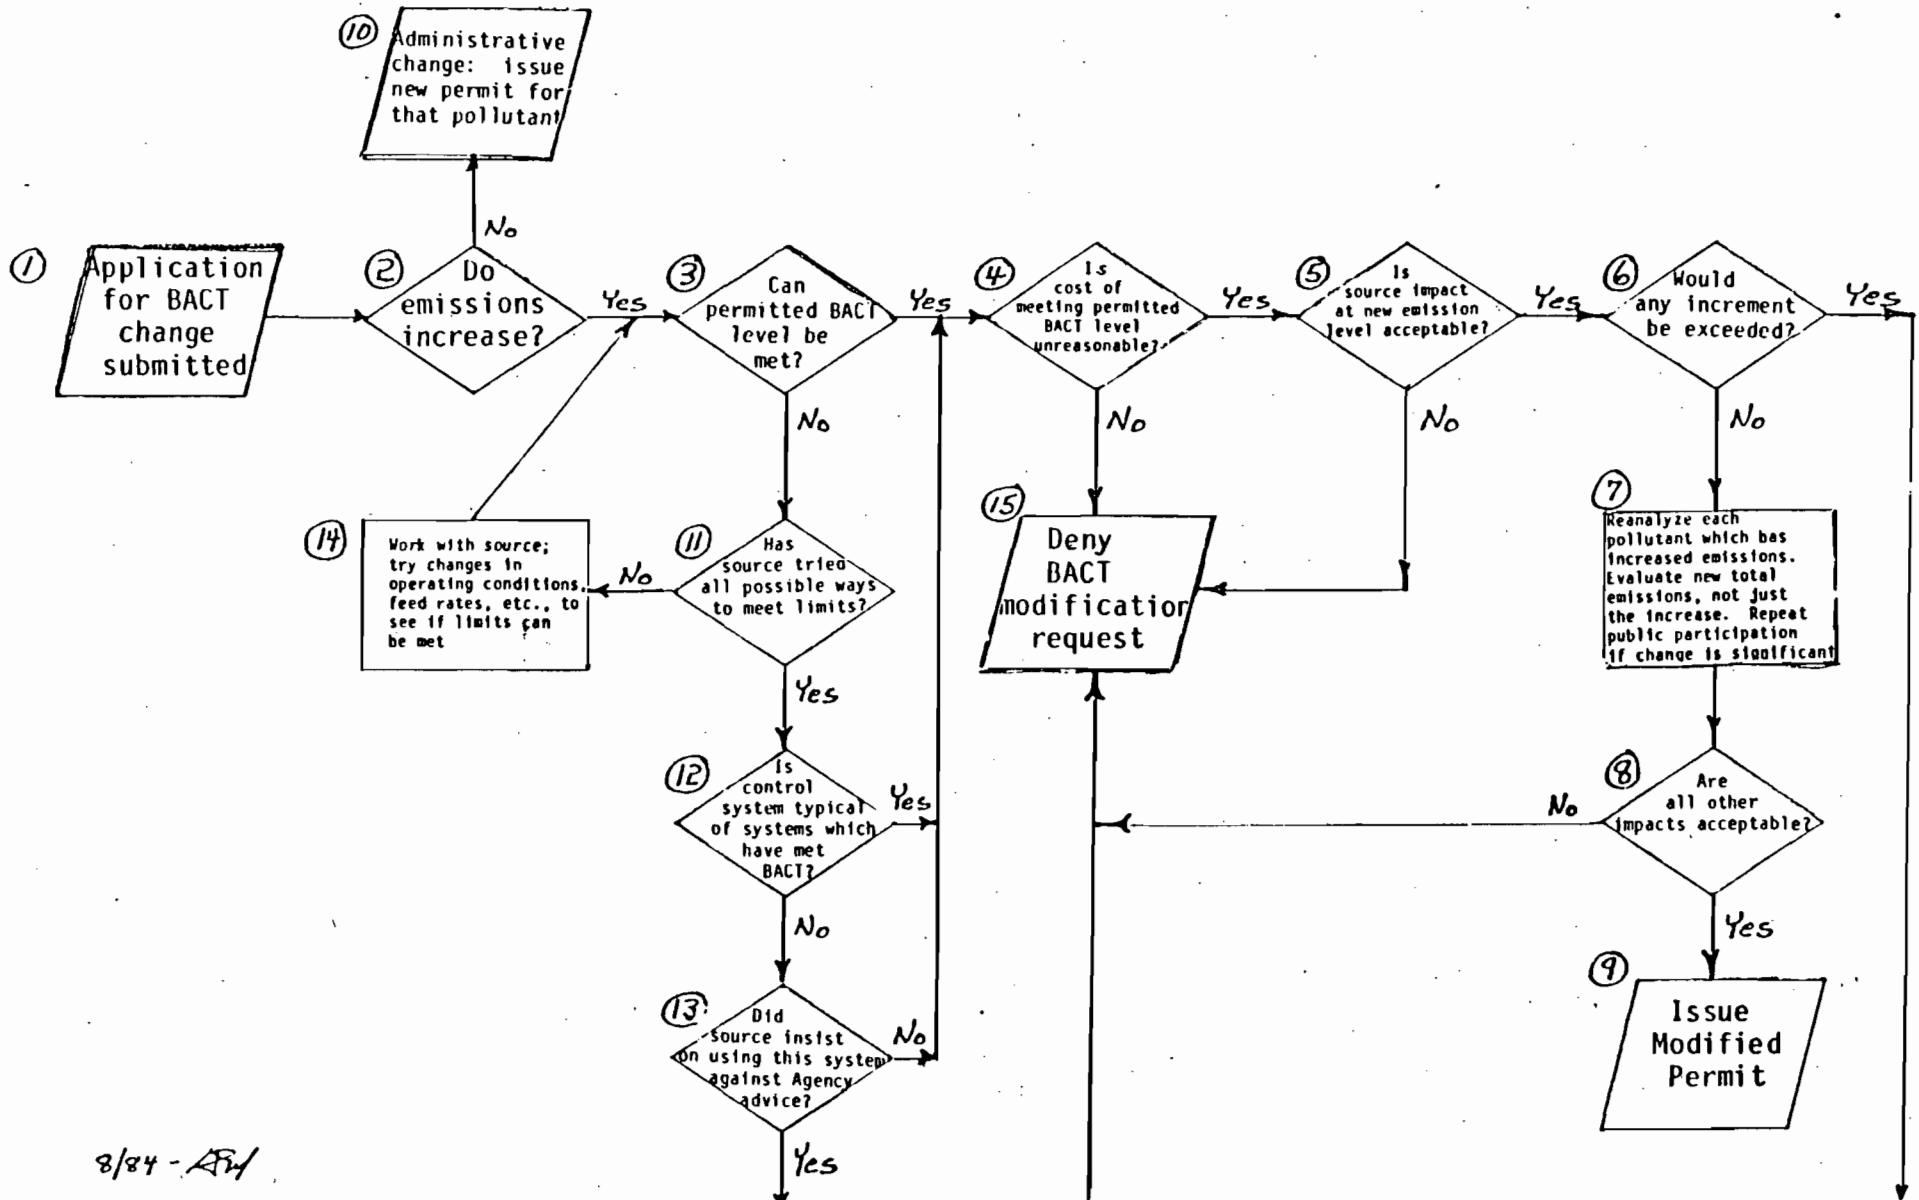 10
Administrative
change: issue
new permit for
that pollutant
No
1
Application
for BACT
change
submitted
2
Do
emissions
increase?
Yes
3
Can
permitted BACT
level be
met?
Yes
4
Is
cost of
meeting permitted
BACT level
unreasonable?
Yes
5
Is
source impact
at new emission
level acceptable?
Yes
6
Would
any increment
be exceeded?
Yes
No
No
No
No
14
Work with source;
try changes in
operating conditions,
feed rates, etc., to
see if limits can
be met
No
11
Has
source tried
all possible ways
to meet limits?
15
Deny
BACT
modification
request
7
Reanalyze each
pollutant which has
increased emissions.
Evaluate new total
emissions, not just
the increase. Repeat
public participation
if change is significant
Yes
12
Is
control
system typical
of systems which
have met
BACT?
Yes
No
8
Are
all other
impacts acceptable?
No
Yes
13
Did
source insist
on using this system
against Agency
advice?
No
9
Issue
Modified
Permit
Yes
8/84 -